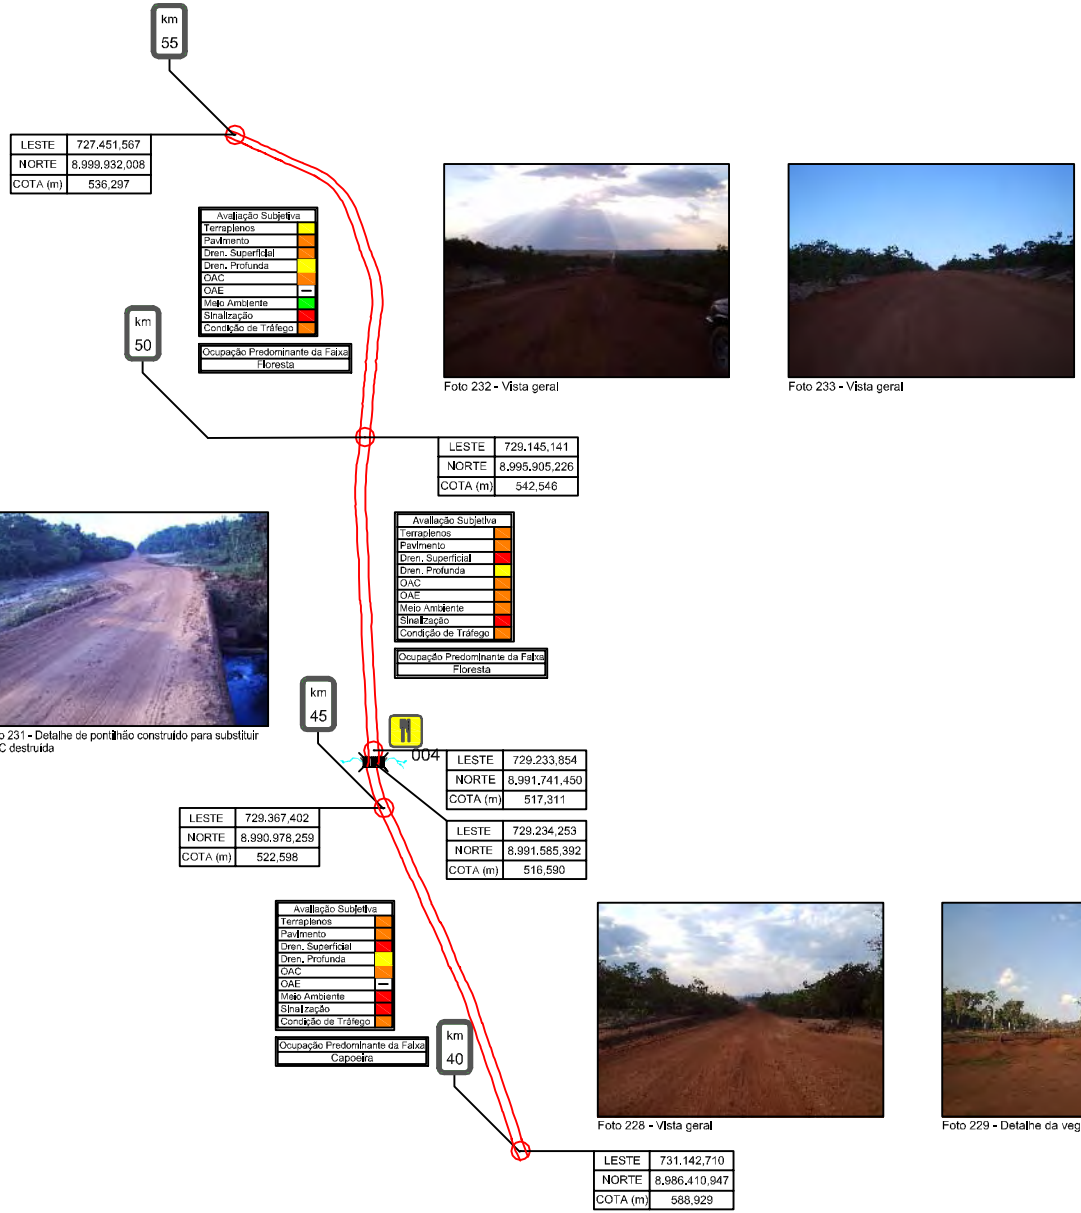 km
55
LESTE 727.451,567
NORTE 8.999.932,008
COTA (m) 536,297
Avaliação Subjetiva
Terraplenos
Pavimento
Dren. Superficial
Dren. Profunda
OAC
OAE
Meio Ambiente
Sinalização
Condição de Tráfego
Ocupação Predominante da Faixa
Floresta
Foto 232 - Vista geral
Foto 233 - Vista geral
km
50
LESTE 729.145,141
NORTE 8.995.905,226
COTA (m) 542,546
Avaliação Subjetiva
Terraplenos
Pavimento
Dren. Superficial
Dren. Profunda
OAC
OAE
Meio Ambiente
Sinalização
Condição de Tráfego
Ocupação Predominante da Faixa
Floresta
o 231 - Detalhe de pontilhão construído para substituir
C destruída
km
45
004
LESTE 729.233,854
NORTE 8.991.741,450
COTA (m) 517,311
LESTE 729.234,253
NORTE 8.991.585,392
COTA (m) 516,590
LESTE 729.367,402
NORTE 8.990.978,259
COTA (m) 522,598
Avaliação Subjetiva
Terraplenos
Pavimento
Dren. Superficial
Dren. Profunda
OAC
OAE
Meio Ambiente
Sinalização
Condição de Tráfego
Ocupação Predominante da Faixa
Capoeira
km
40
Foto 228 - Vista geral
Foto 229 - Detalhe da veg
LESTE 731.142,710
NORTE 8.986.410,947
COTA (m) 588,929